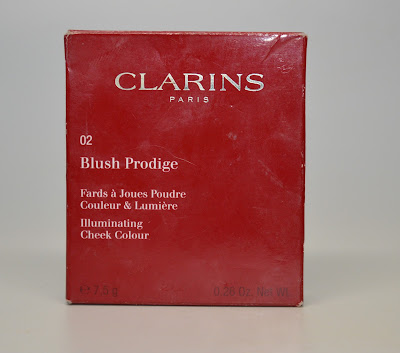 CLARINS
PARIS
02
Blush Prodige
Fards à Joues Poudre
Couleur & Lumière
Illuminating
Cheek Colour
℮ 7,5 g 0.26 Oz. Net Wt.